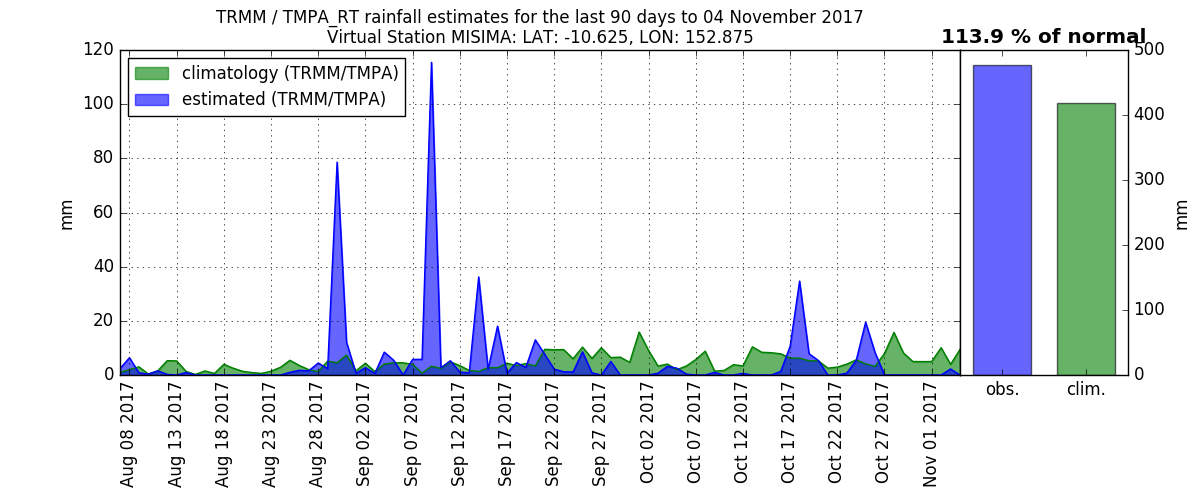 TRMM / TMPA_RT rainfall estimates for the last 90 days to 04 November 2017
Virtual Station MISIMA: LAT: -10.625, LON: 152.875
113.9 % of normal
climatology (TRMM/TMPA)
estimated (TRMM/TMPA)
120
100
80
60
40
20
0
mm
500
400
300
200
100
0
mm
Aug 08 2017
Aug 13 2017
Aug 18 2017
Aug 23 2017
Aug 28 2017
Sep 02 2017
Sep 07 2017
Sep 12 2017
Sep 17 2017
Sep 22 2017
Sep 27 2017
Oct 02 2017
Oct 07 2017
Oct 12 2017
Oct 17 2017
Oct 22 2017
Oct 27 2017
Nov 01 2017
obs.
clim.